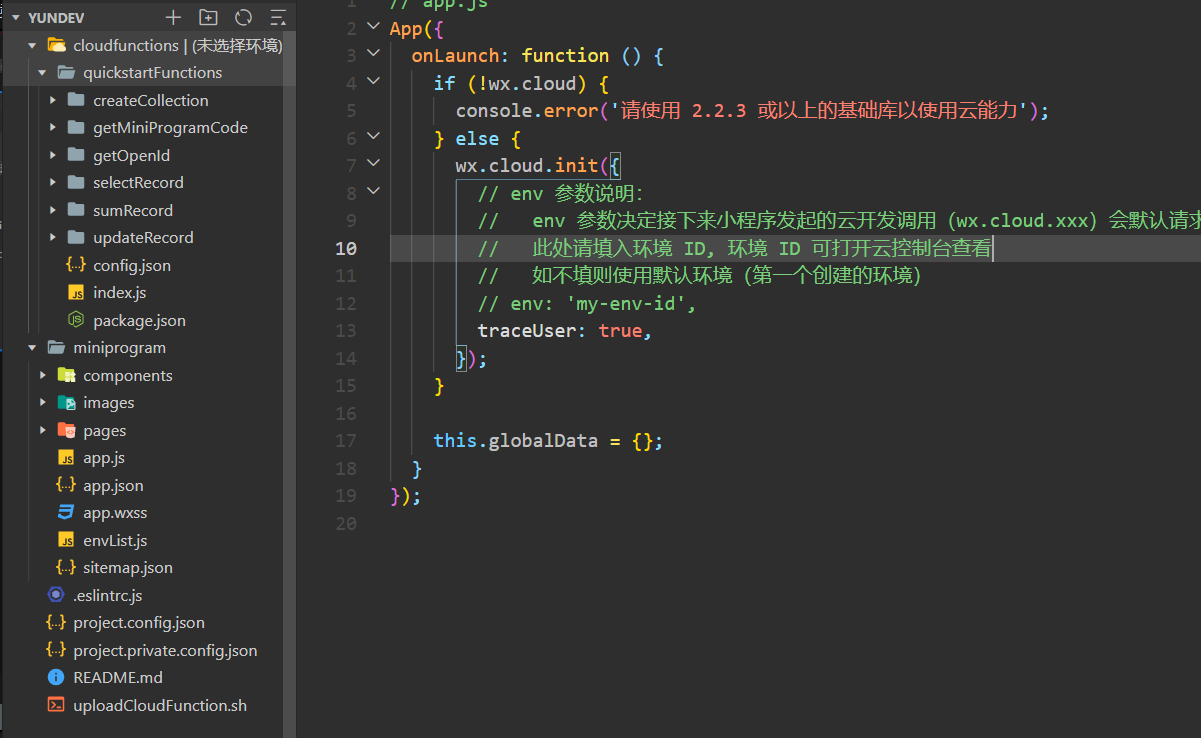 YUNDEV
cloudfunctions | (未选择环境)
quickstartFunctions
createCollection
getMiniProgramCode
getOpenId
selectRecord
sumRecord
updateRecord
config.json
index.js
package.json
miniprogram
components
images
pages
app.js
app.json
app.wxss
envList.js
sitemap.json
.eslintrc.js
project.config.json
project.private.config.json
README.md
uploadCloudFunction.sh
1 // app.js
2 App({
3 onLaunch: function () {
4 if (!wx.cloud) {
5 console.error('请使用 2.2.3 或以上的基础库以使用云能力');
6 } else {
7 wx.cloud.init({
8 // env 参数说明：
9 // env 参数决定接下来小程序发起的云开发调用（wx.cloud.xxx）会默认请求
10 // 此处请填入环境 ID, 环境 ID 可打开云控制台查看
11 // 如不填则使用默认环境（第一个创建的环境）
12 // env: 'my-env-id',
13 traceUser: true,
14 });
15 }
16
17 this.globalData = {};
18 }
19 });
20